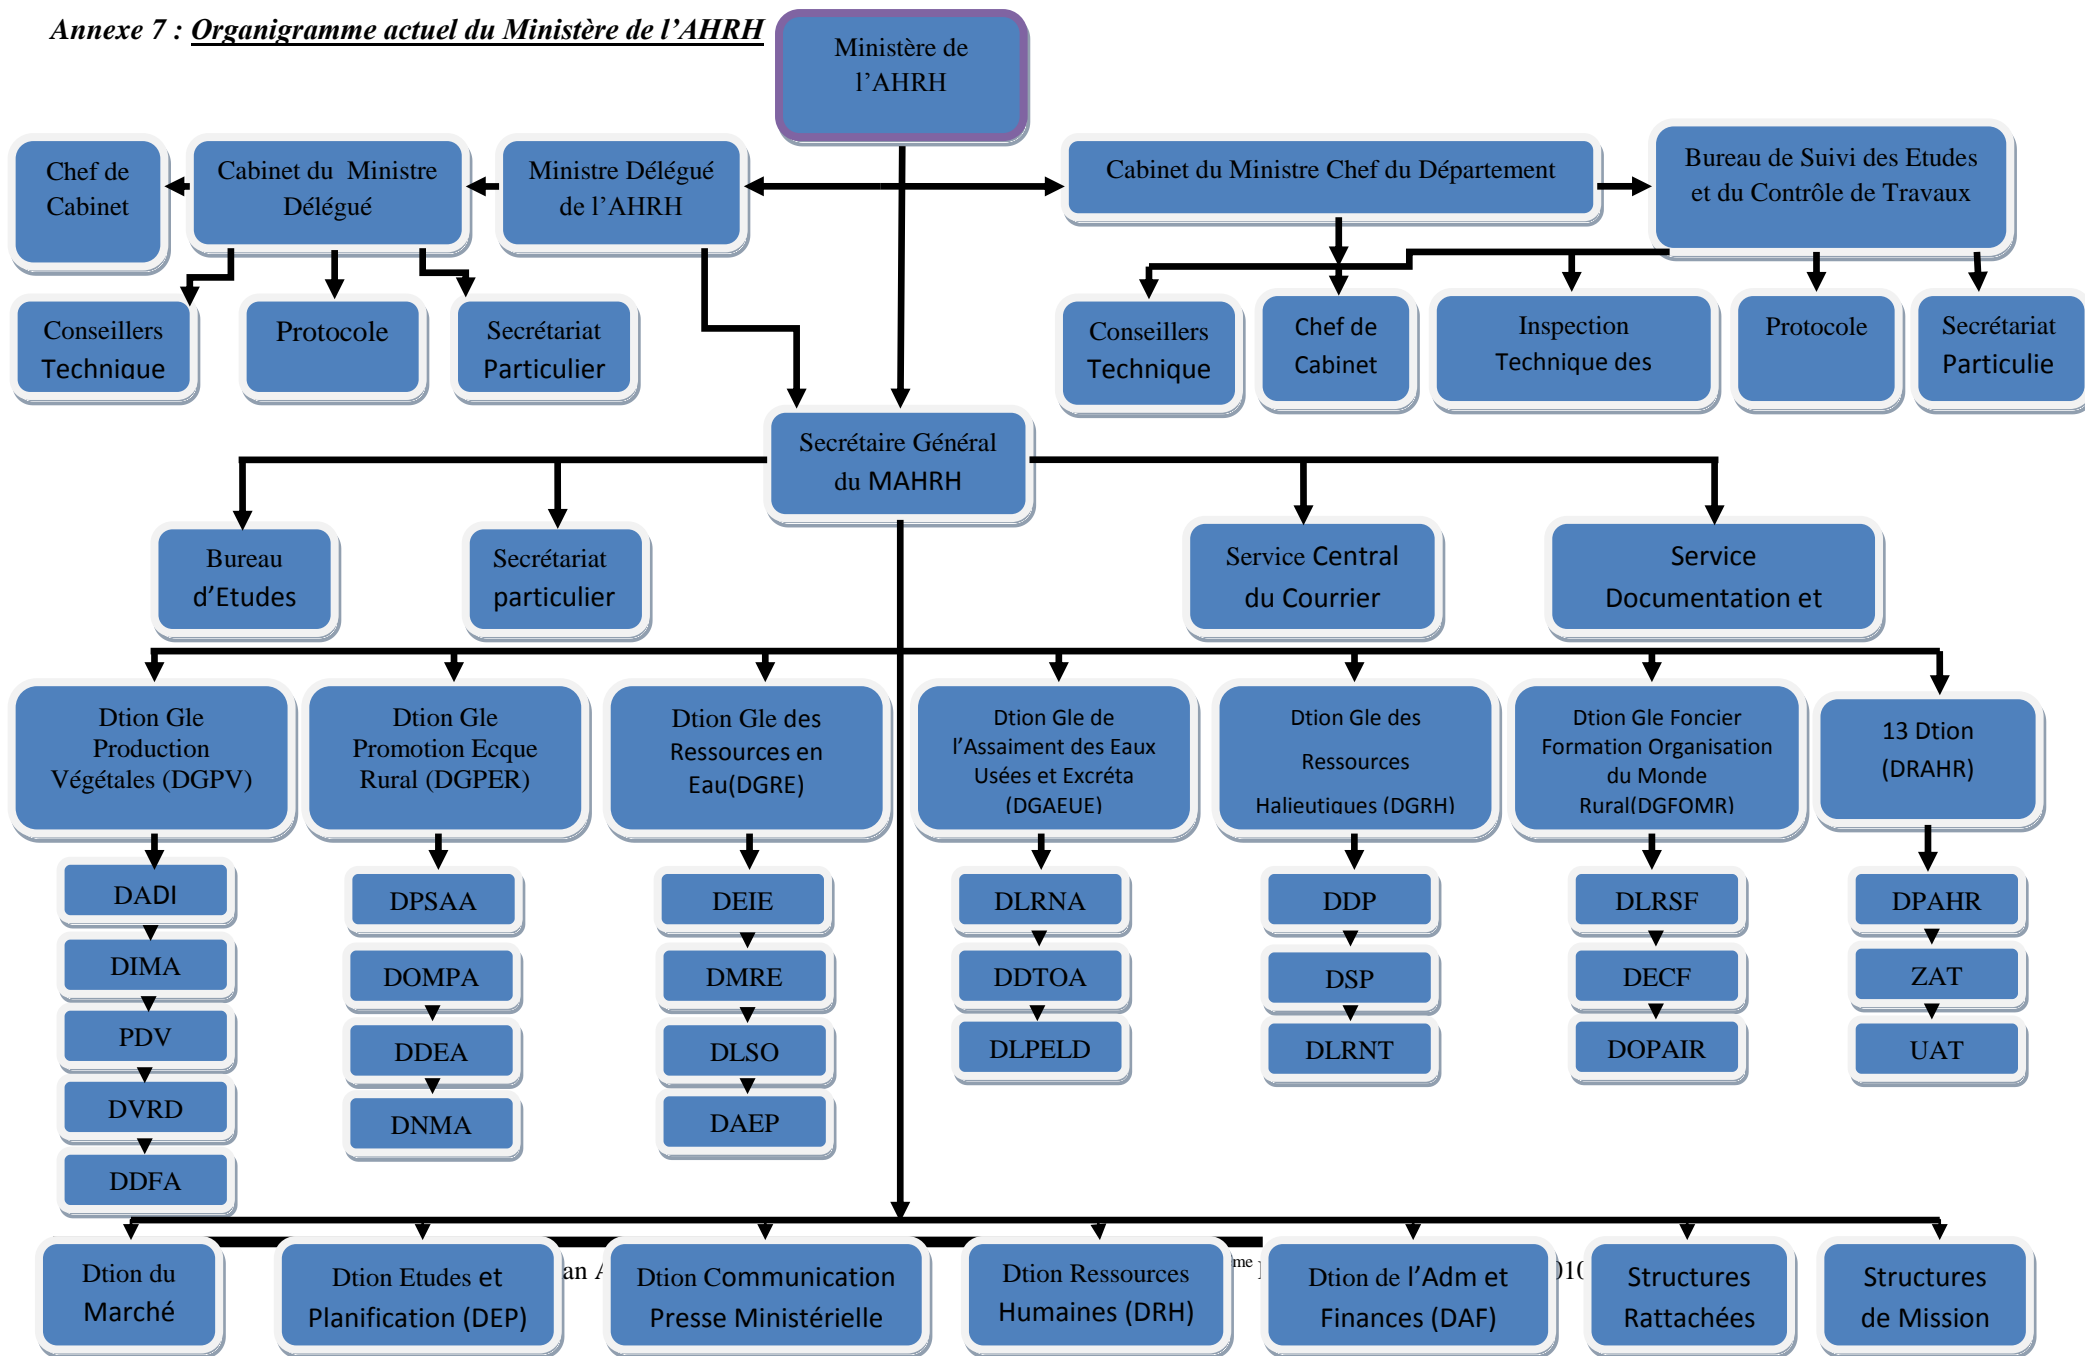 Annexe 7 : Organigramme actuel du Ministère de l’AHRH
Ministère de
l’AHRH
Chef de
Cabinet
Cabinet du Ministre
Délégué
Ministre Délégué
de l’AHRH
Cabinet du Ministre Chef du Département
Bureau de Suivi des Etudes
et du Contrôle de Travaux
Conseillers
Technique
Protocole
Secrétariat
Particulier
Conseillers
Technique
Chef de
Cabinet
Inspection
Technique des
Protocole
Secrétariat
Particulie
Secrétaire Général
du MAHRH
Bureau
d’Etudes
Secrétariat
particulier
Service Central
du Courrier
Service
Documentation et
Dtion Gle
Production
Végétales (DGPV)
Dtion Gle
Promotion Ecque
Rural (DGPER)
Dtion Gle des
Ressources en
Eau(DGRE)
Dtion Gle de
l’Assaiment des Eaux
Usées et Excréta
(DGAEUE)
Dtion Gle des
Ressources
Halieutiques (DGRH)
Dtion Gle Foncier
Formation Organisation
du Monde
Rural(DGFOMR)
13 Dtion
(DRAHR)
DADI
DIMA
PDV
DVRD
DDFA
DPSAA
DOMPA
DDEA
DNMA
DEIE
DMRE
DLSO
DAEP
DLRNA
DDTOA
DLPELD
DDP
DSP
DLRNT
DLRSF
DECF
DOPAIR
DPAHR
ZAT
UAT
Dtion du
Marché
Dtion Etudes et
Planification (DEP)
Dtion Communication
Presse Ministérielle
Dtion Ressources
Humaines (DRH)
Dtion de l’Adm et
Finances (DAF)
Structures
Rattachées
Structures
de Mission